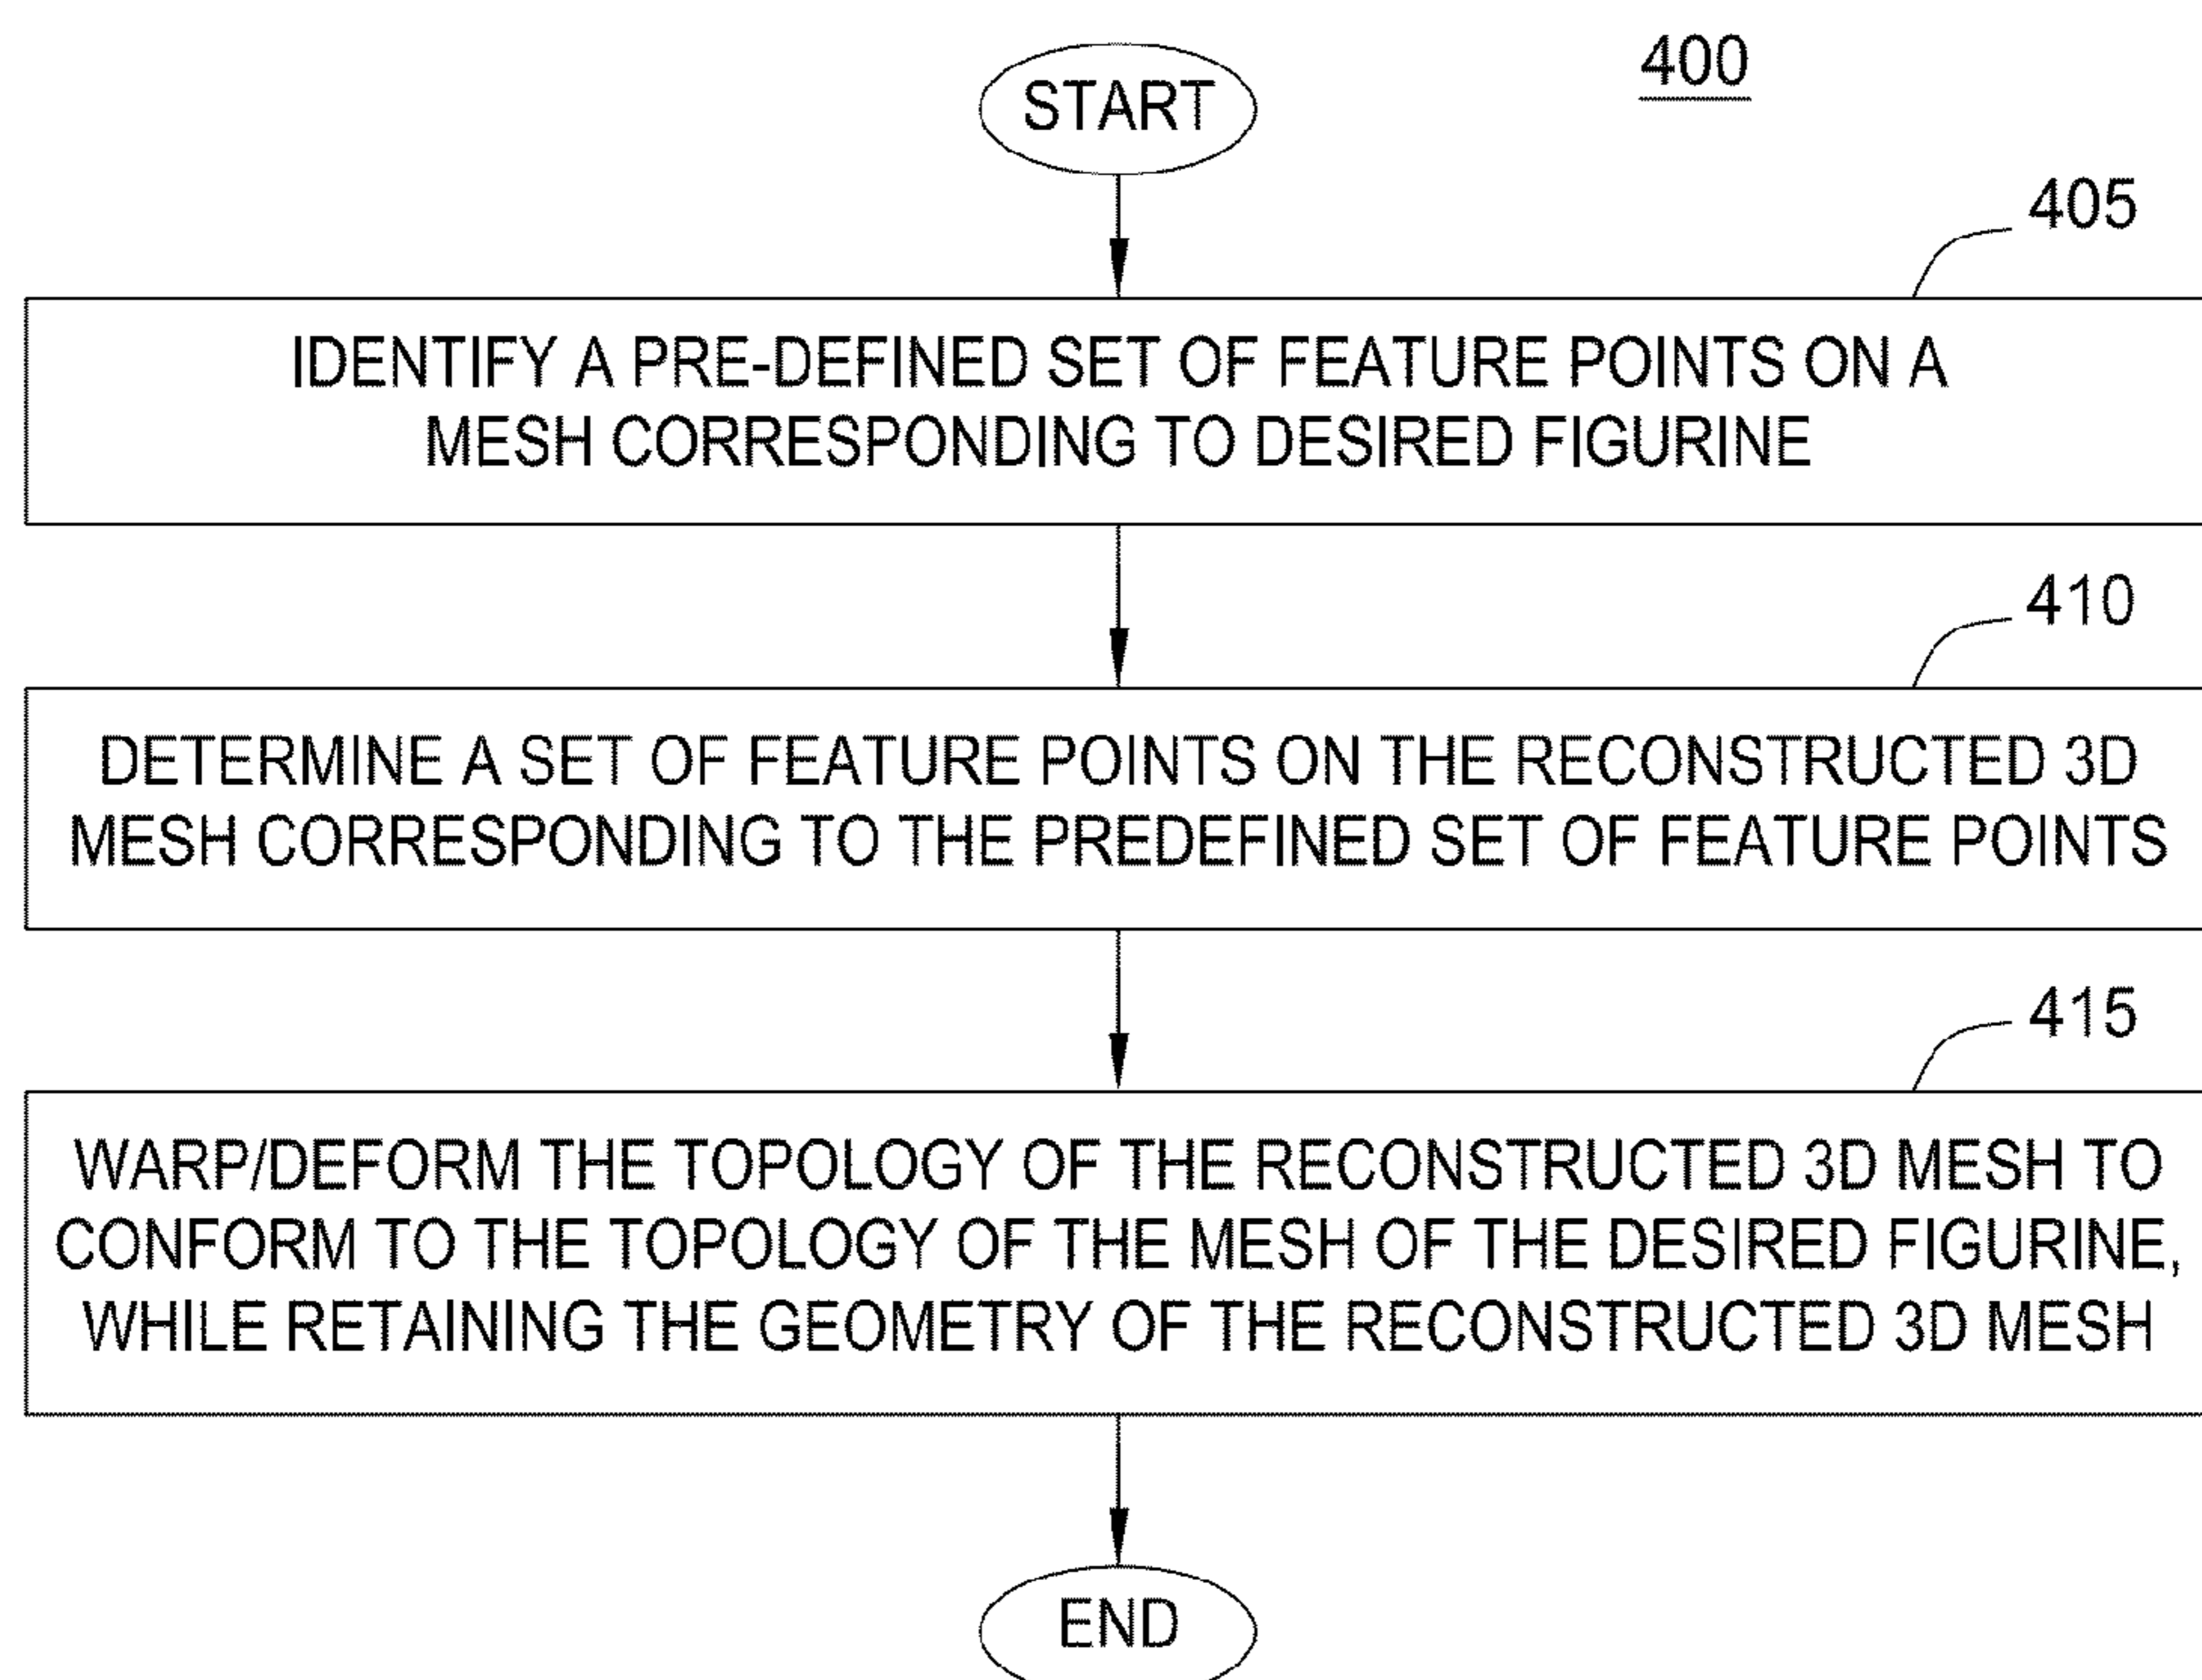 START
400
405
IDENTIFY A PRE-DEFINED SET OF FEATURE POINTS ON A
MESH CORRESPONDING TO DESIRED FIGURINE
410
DETERMINE A SET OF FEATURE POINTS ON THE RECONSTRUCTED 3D
MESH CORRESPONDING TO THE PREDEFINED SET OF FEATURE POINTS
415
WARP/DEFORM THE TOPOLOGY OF THE RECONSTRUCTED 3D MESH TO
CONFORM TO THE TOPOLOGY OF THE MESH OF THE DESIRED FIGURINE,
WHILE RETAINING THE GEOMETRY OF THE RECONSTRUCTED 3D MESH
END